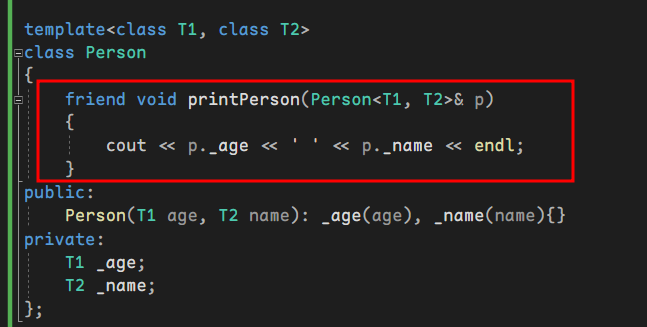 template<class T1, class T2>
class Person
{
friend void printPerson(Person<T1, T2>& p)
{
cout << p._age << ' ' << p._name << endl;
}
public:
Person(T1 age, T2 name): _age(age), _name(name){}
private:
T1 _age;
T2 _name;
};